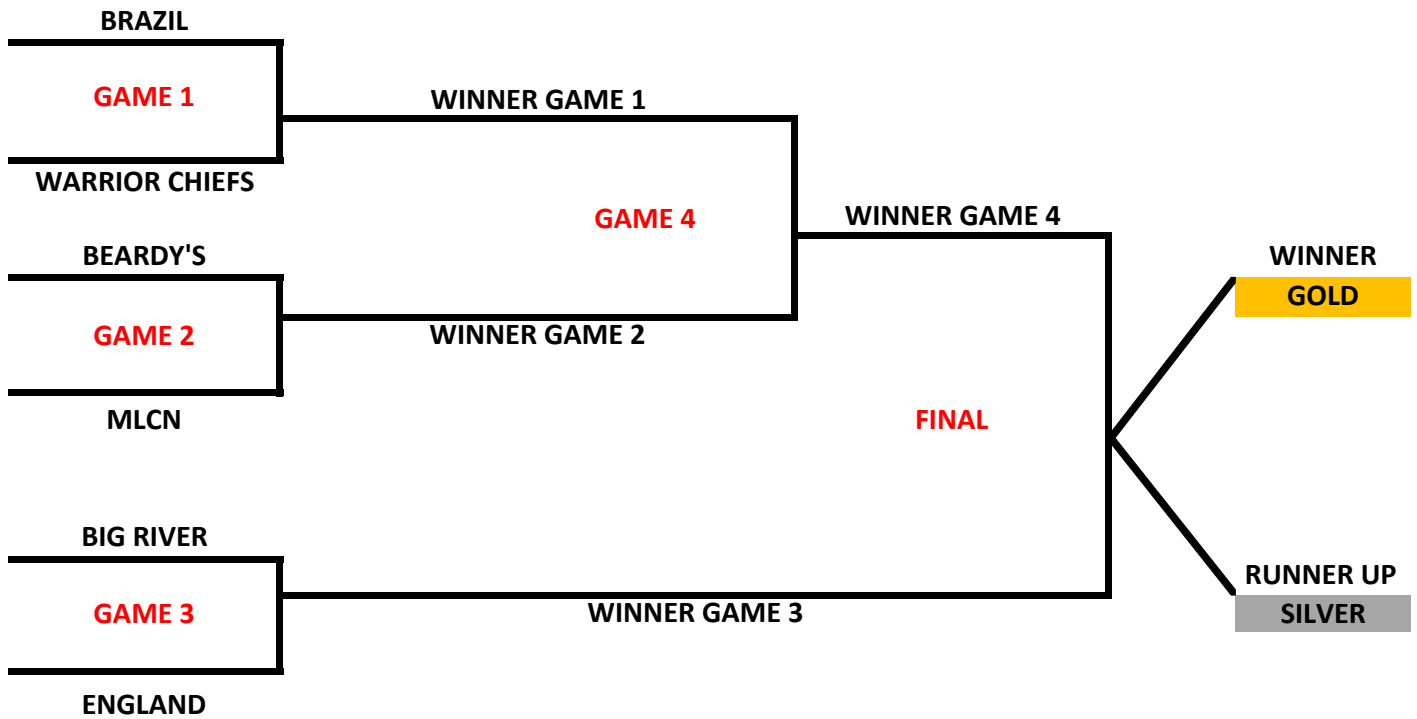 BRAZIL
GAME 1
WARRIOR CHIEFS
WINNER GAME 1
BEARDY'S
GAME 2
MLCN
WINNER GAME 2
GAME 4
WINNER GAME 4
BIG RIVER
GAME 3
ENGLAND
WINNER GAME 3
FINAL
WINNER
GOLD
RUNNER UP
SILVER